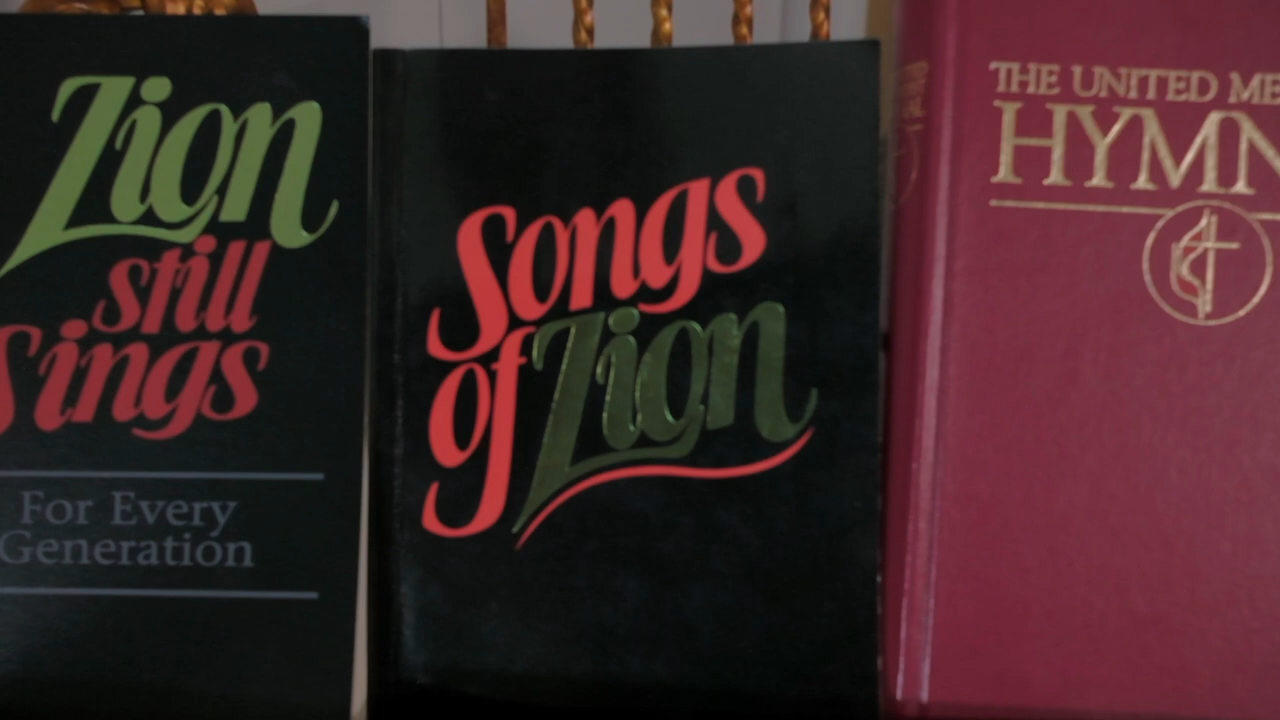 Zion
still
Sings
For Every
Generation
Songs
of Zion
THE UNITED ME
HYMN